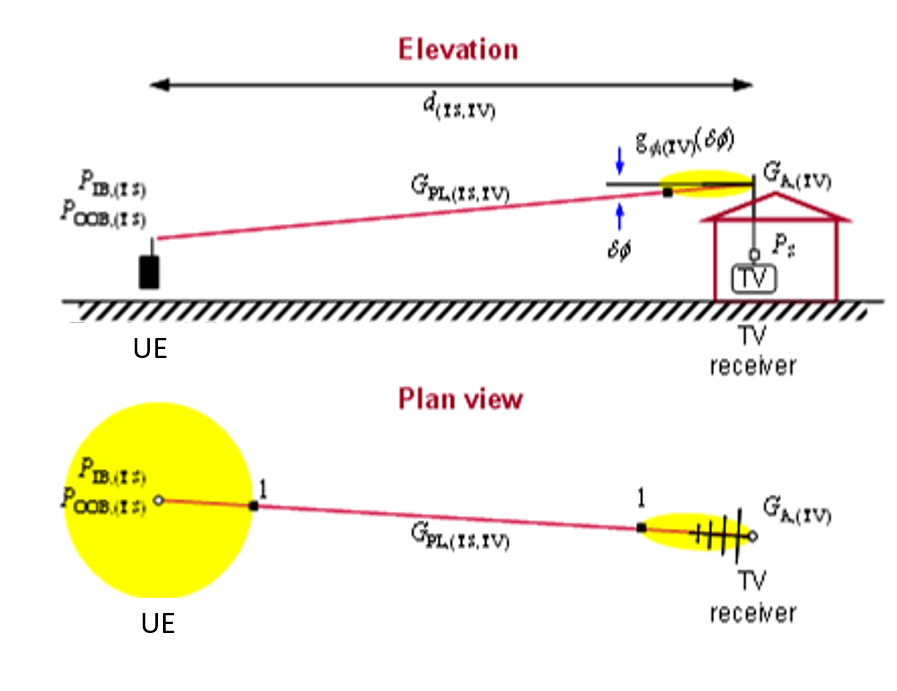 Elevation
d(IS,TV)
gϕ(TV)(δϕ)
PIB,(IS)
POOB,(IS)
GPL,(IS,TV)
GA,(TV)
δϕ
PS
TV
UE
TV
receiver
Plan view
PIB,(IS)
POOB,(IS)
1
1
GPL,(IS,TV)
GA,(TV)
TV
receiver
UE